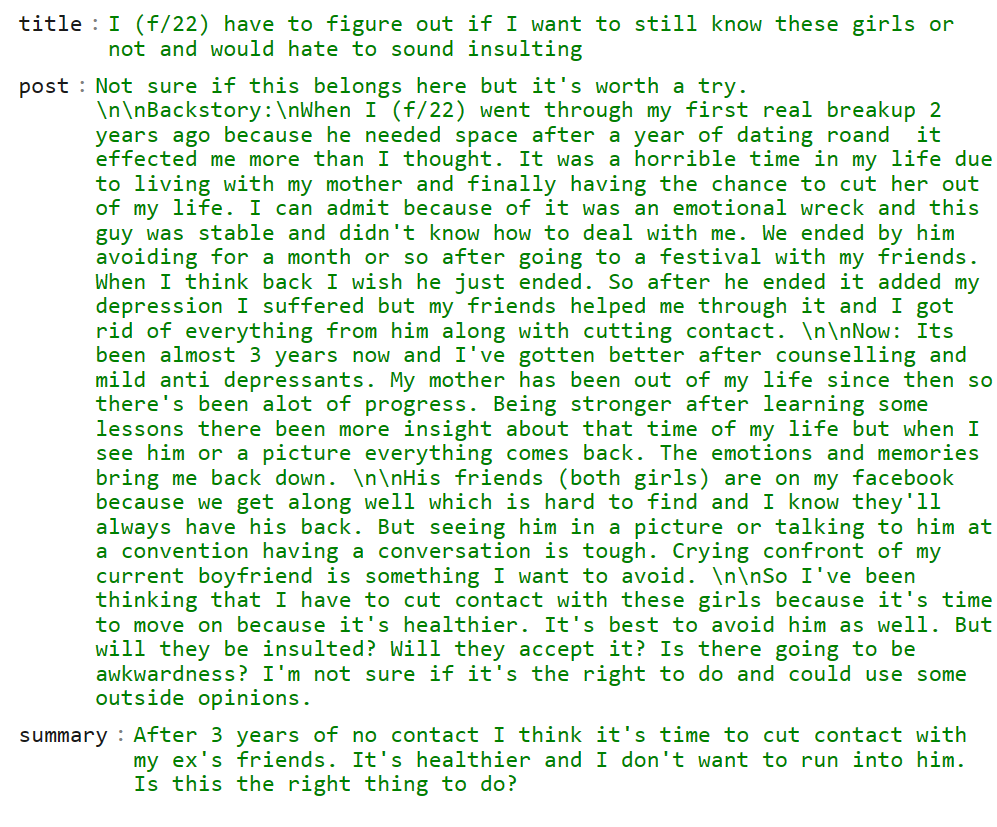 title : I (f/22) have to figure out if I want to still know these girls or
not and would hate to sound insulting
post : Not sure if this belongs here but it's worth a try.
\n\nBackstory:\nWhen I (f/22) went through my first real breakup 2
years ago because he needed space after a year of dating roand  it
effected me more than I thought. It was a horrible time in my life due
to living with my mother and finally having the chance to cut her out
of my life. I can admit because of it was an emotional wreck and this
guy was stable and didn't know how to deal with me. We ended by him
avoiding for a month or so after going to a festival with my friends.
When I think back I wish he just ended. So after he ended it added my
depression I suffered but my friends helped me through it and I got
rid of everything from him along with cutting contact. \n\nNow: Its
been almost 3 years now and I've gotten better after counselling and
mild anti depressants. My mother has been out of my life since then so
there's been alot of progress. Being stronger after learning some
lessons there been more insight about that time of my life but when I
see him or a picture everything comes back. The emotions and memories
bring me back down. \n\nHis friends (both girls) are on my facebook
because we get along well which is hard to find and I know they'll
always have his back. But seeing him in a picture or talking to him at
a convention having a conversation is tough. Crying confront of my
current boyfriend is something I want to avoid. \n\nSo I've been
thinking that I have to cut contact with these girls because it's time
to move on because it's healthier. It's best to avoid him as well. But
will they be insulted? Will they accept it? Is there going to be
awkwardness? I'm not sure if it's the right to do and could use some
outside opinions.
summary : After 3 years of no contact I think it's time to cut contact with
my ex's friends. It's healthier and I don't want to run into him.
Is this the right thing to do?